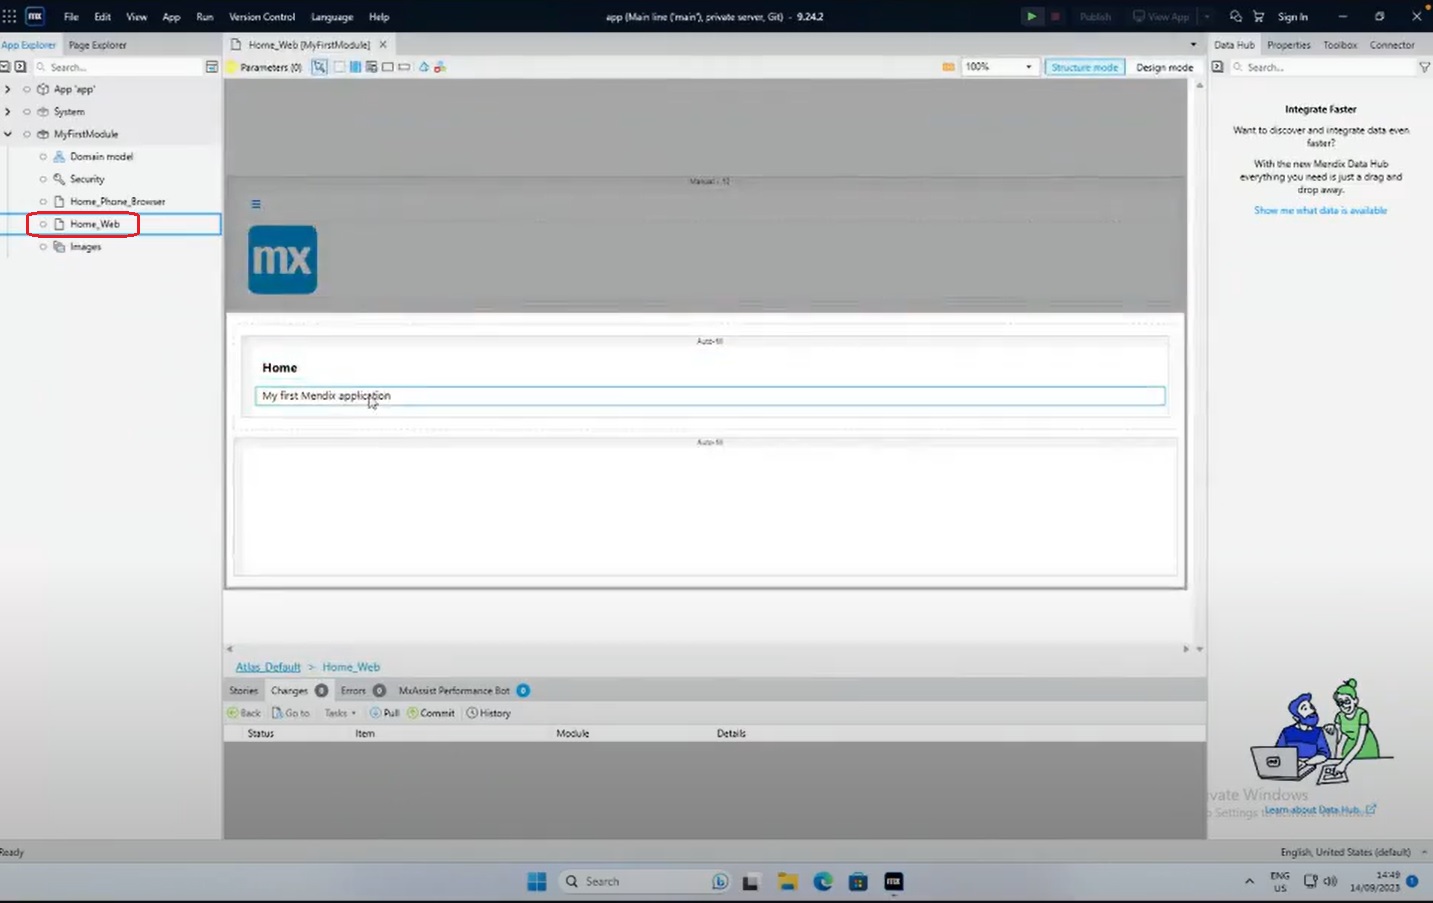 mx File Edit View App Run Version Control Language Help app (Main line ('main'), private server, Git) - 9.24.2 Publish View App Sign In
App Explorer Page Explorer Home_Web [MyFirstModule] Data Hub Properties Toolbox Connector
Search... Parameters (0) 100% Structure mode Design mode Search...
App 'app'
System
MyFirstModule
Domain model
Security
Home_Phone_Browser
Home_Web
Images
mx
Auto-fill
Home
My first Mendix application
Auto-fill
Integrate Faster
Want to discover and integrate data even
faster?
With the new Mendix Data Hub
everything you need is just a drag and
drop away.
Show me what data is available
Atlas_Default > Home_Web
Stories Changes 0 Errors 0 MxAssist Performance Bot 0
Back Go to Tasks Pull Commit History
Status Item Module Details
vate Windows
Learn about Data Hub
Ready English, United States (default)
Search mx ENG 14:49
US 14/09/2023